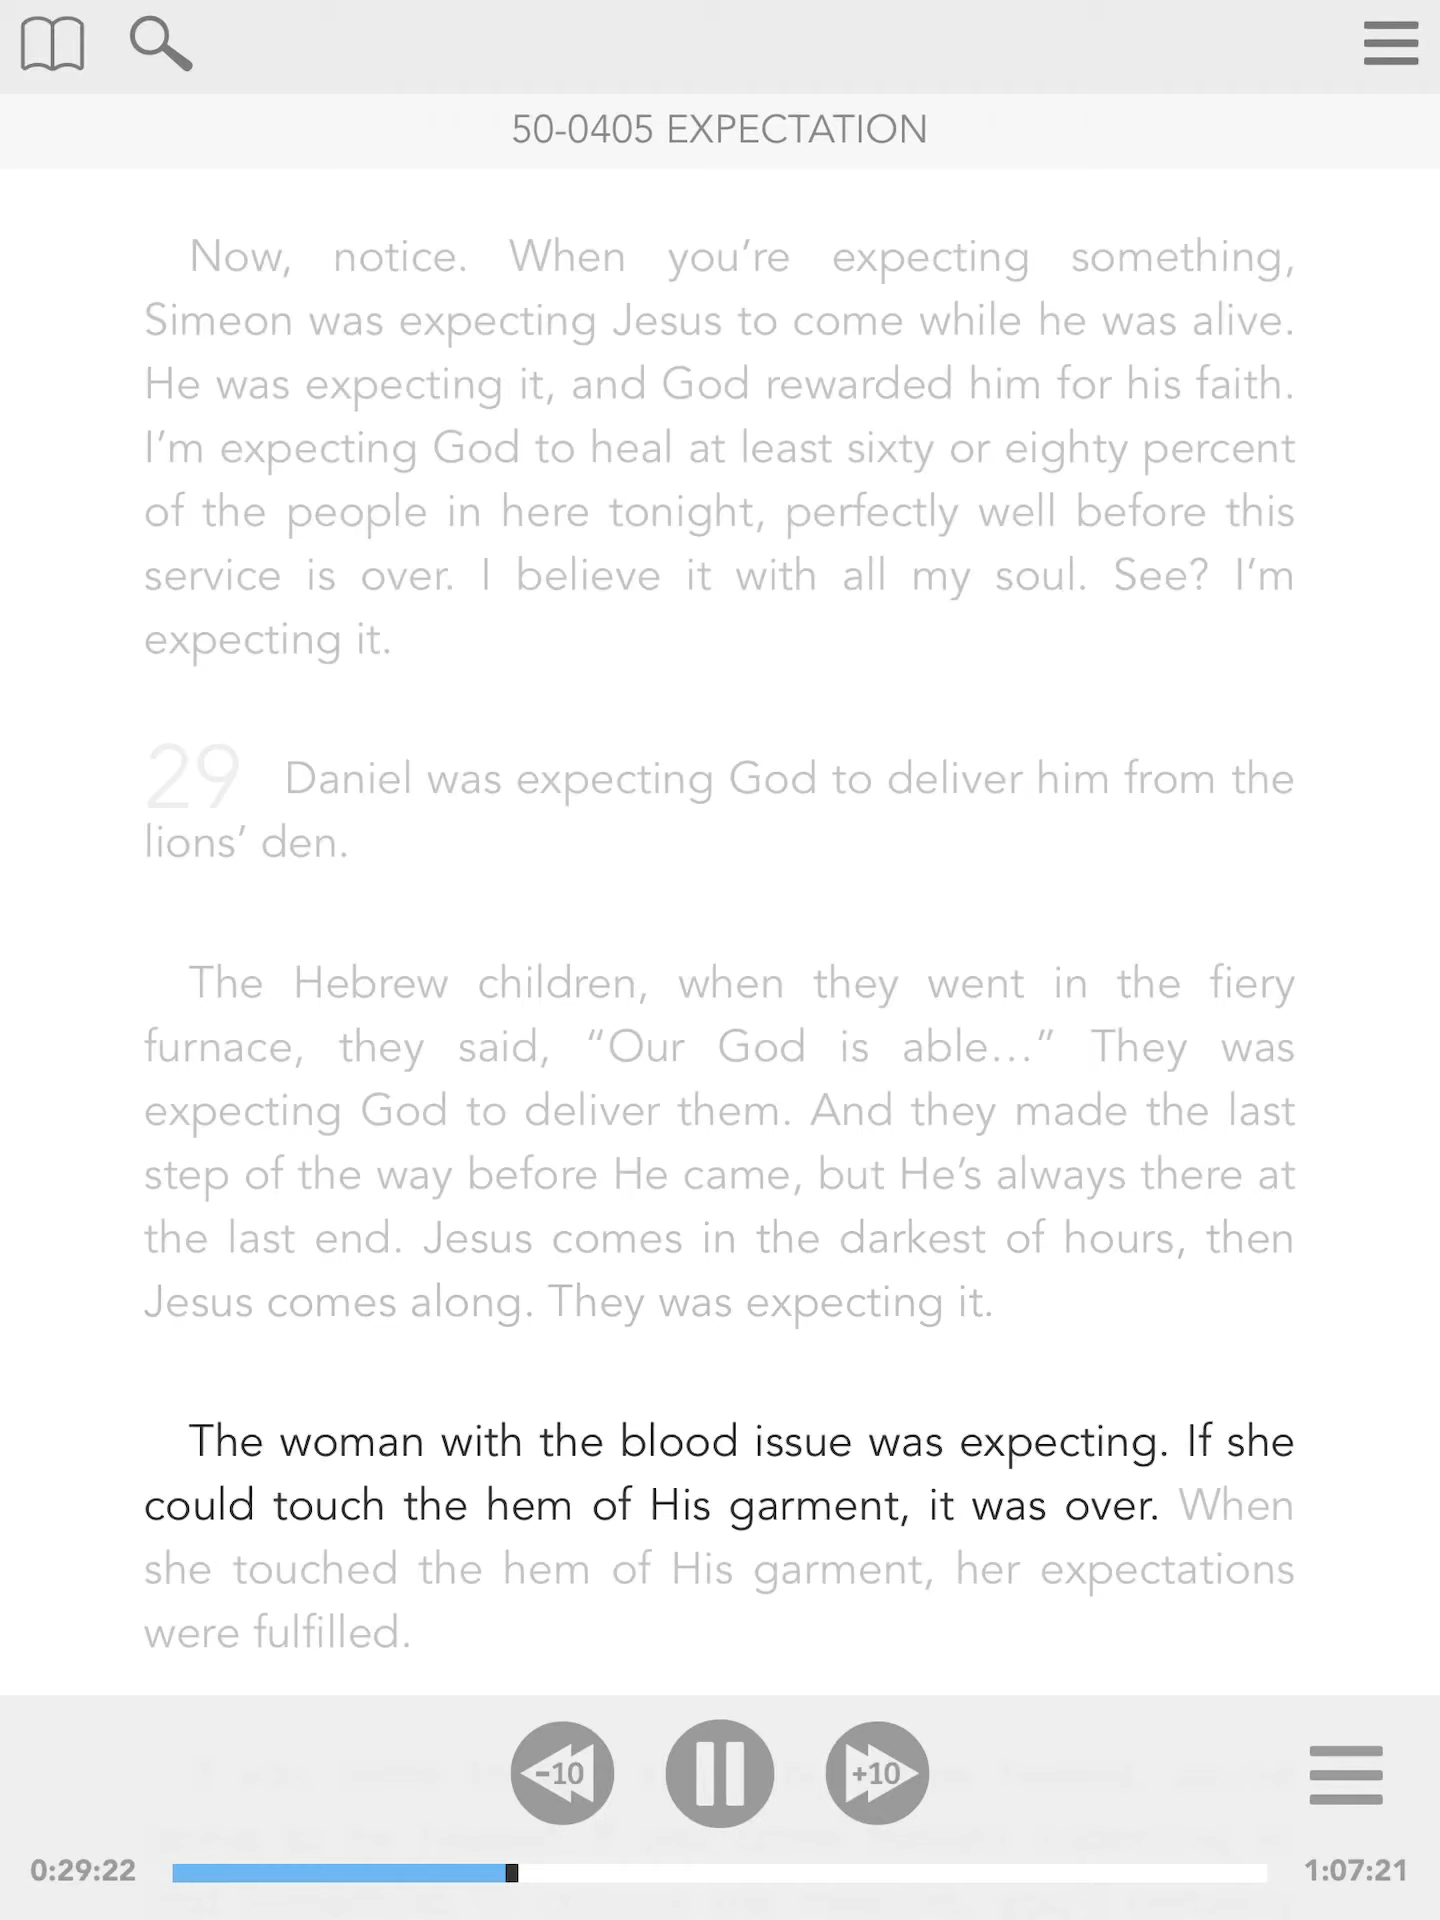 50-0405 EXPECTATION
Now, notice. When you’re expecting something,
Simeon was expecting Jesus to come while he was alive.
He was expecting it, and God rewarded him for his faith.
I’m expecting God to heal at least sixty or eighty percent
of the people in here tonight, perfectly well before this
service is over. I believe it with all my soul. See? I’m
expecting it.
29 Daniel was expecting God to deliver him from the
lions’ den.
The Hebrew children, when they went in the fiery
furnace, they said, “Our God is able…” They was
expecting God to deliver them. And they made the last
step of the way before He came, but He’s always there at
the last end. Jesus comes in the darkest of hours, then
Jesus comes along. They was expecting it.
The woman with the blood issue was expecting. If she
could touch the hem of His garment, it was over. When
she touched the hem of His garment, her expectations
were fulfilled.
-10 +10
0:29:22 1:07:21